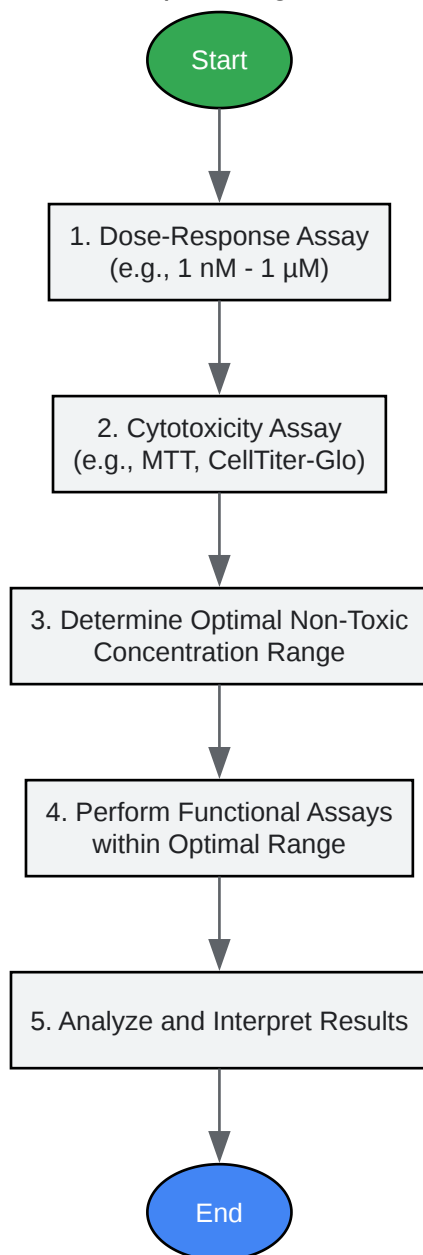 Start
1. Dose-Response Assay
(e.g., 1 nM - 1 µM)
2. Cytotoxicity Assay
(e.g., MTT, CellTiter-Glo)
3. Determine Optimal Non-Toxic
Concentration Range
4. Perform Functional Assays
within Optimal Range
5. Analyze and Interpret Results
End